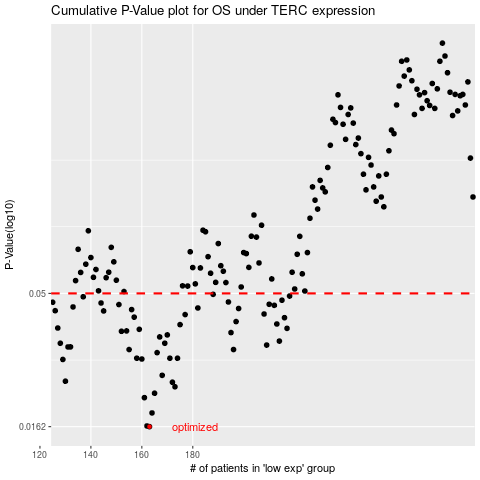 Cumulative P-Value plot for OS under TERC expression
P-Value(log10)
0.05
0.0162
optimized
120 140 160 180
# of patients in 'low exp' group